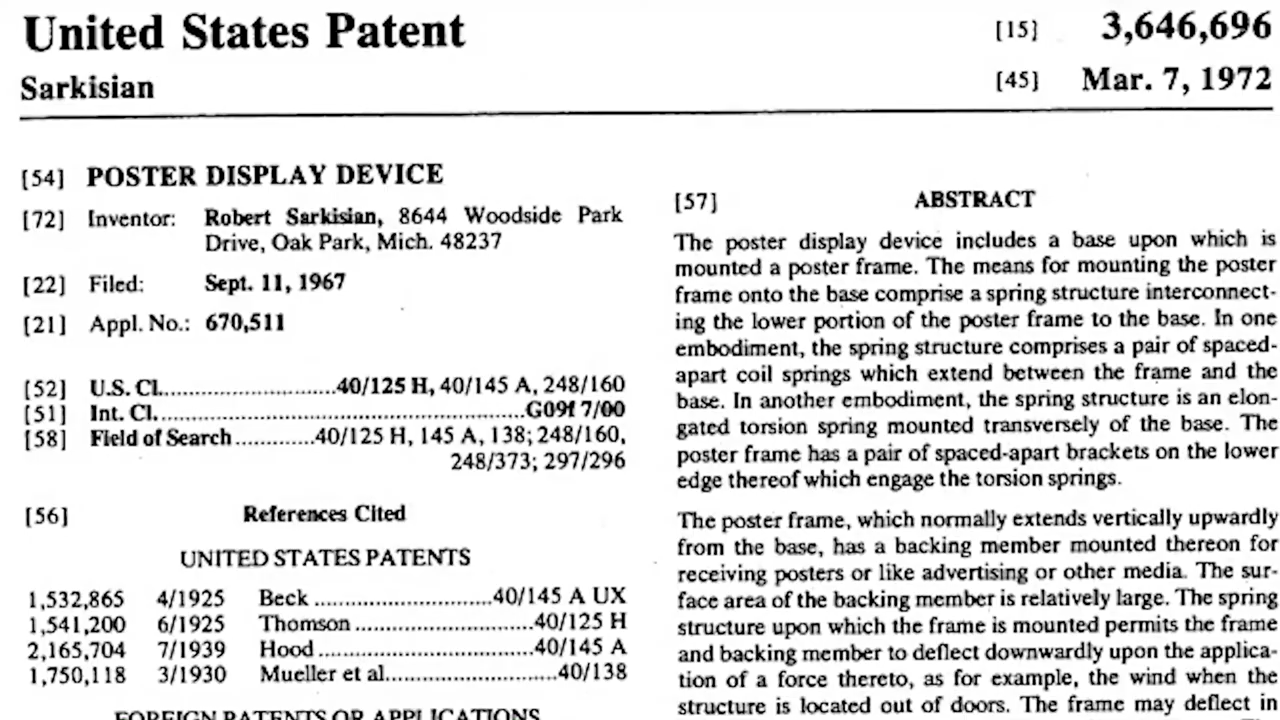 United States Patent
[15] 3,646,696
Sarkisian
[45] Mar. 7, 1972
[54] POSTER DISPLAY DEVICE
[72] Inventor: Robert Sarkisian, 8644 Woodside Park
Drive, Oak Park, Mich. 48237
[22] Filed: Sept. 11, 1967
[21] Appl. No.: 670,511
[52] U.S. Cl. ........................40/125 H, 40/145 A, 248/160
[51] Int. Cl. ..................................................G09f 7/00
[58] Field of Search ............40/125 H, 145 A, 138; 248/160,
248/373; 297/296
[56] References Cited
UNITED STATES PATENTS
1,532,865 4/1925 Beck ...........................40/145 A UX
1,541,200 6/1925 Thomson ...........................40/125 H
2,165,704 7/1939 Hood .................................40/145 A
1,750,118 3/1930 Mueller et al. ..........................40/138
FOREIGN PATENTS OR APPLICATIONS
[57] ABSTRACT
The poster display device includes a base upon which is
mounted a poster frame. The means for mounting the poster
frame onto the base comprise a spring structure interconnect-
ing the lower portion of the poster frame to the base. In one
embodiment, the spring structure comprises a pair of spaced-
apart coil springs which extend between the frame and the
base. In another embodiment, the spring structure is an elon-
gated torsion spring mounted transversely of the base. The
poster frame has a pair of spaced-apart brackets on the lower
edge thereof which engage the torsion springs.
The poster frame, which normally extends vertically upwardly
from the base, has a backing member mounted thereon for
receiving posters or like advertising or other media. The sur-
face area of the backing member is relatively large. The spring
structure upon which the frame is mounted permits the frame
and backing member to deflect downwardly upon the applica-
tion of a force thereto, as for example, the wind when the
structure is located out of doors. The frame may deflect in